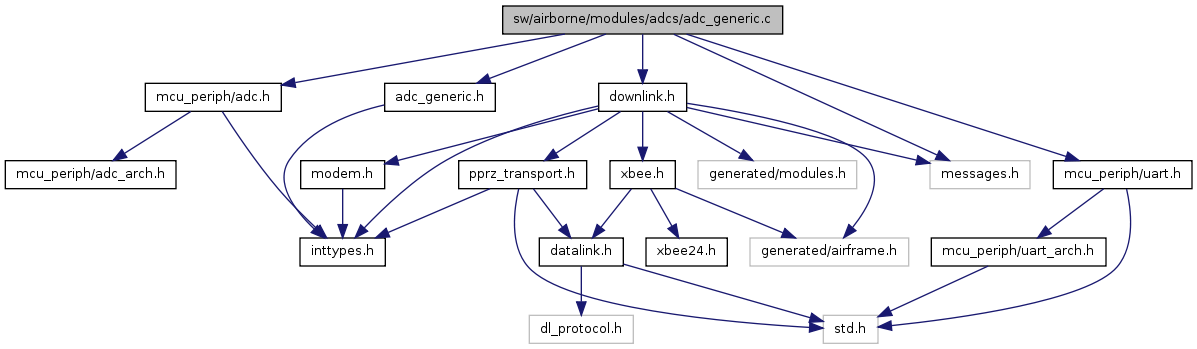 sw/airborne/modules/adcs/adc_generic.c
mcu_periph/adc.h
adc_generic.h
downlink.h
mcu_periph/adc_arch.h
modem.h
pprz_transport.h
xbee.h
generated/modules.h
messages.h
mcu_periph/uart.h
inttypes.h
datalink.h
xbee24.h
generated/airframe.h
mcu_periph/uart_arch.h
dl_protocol.h
std.h